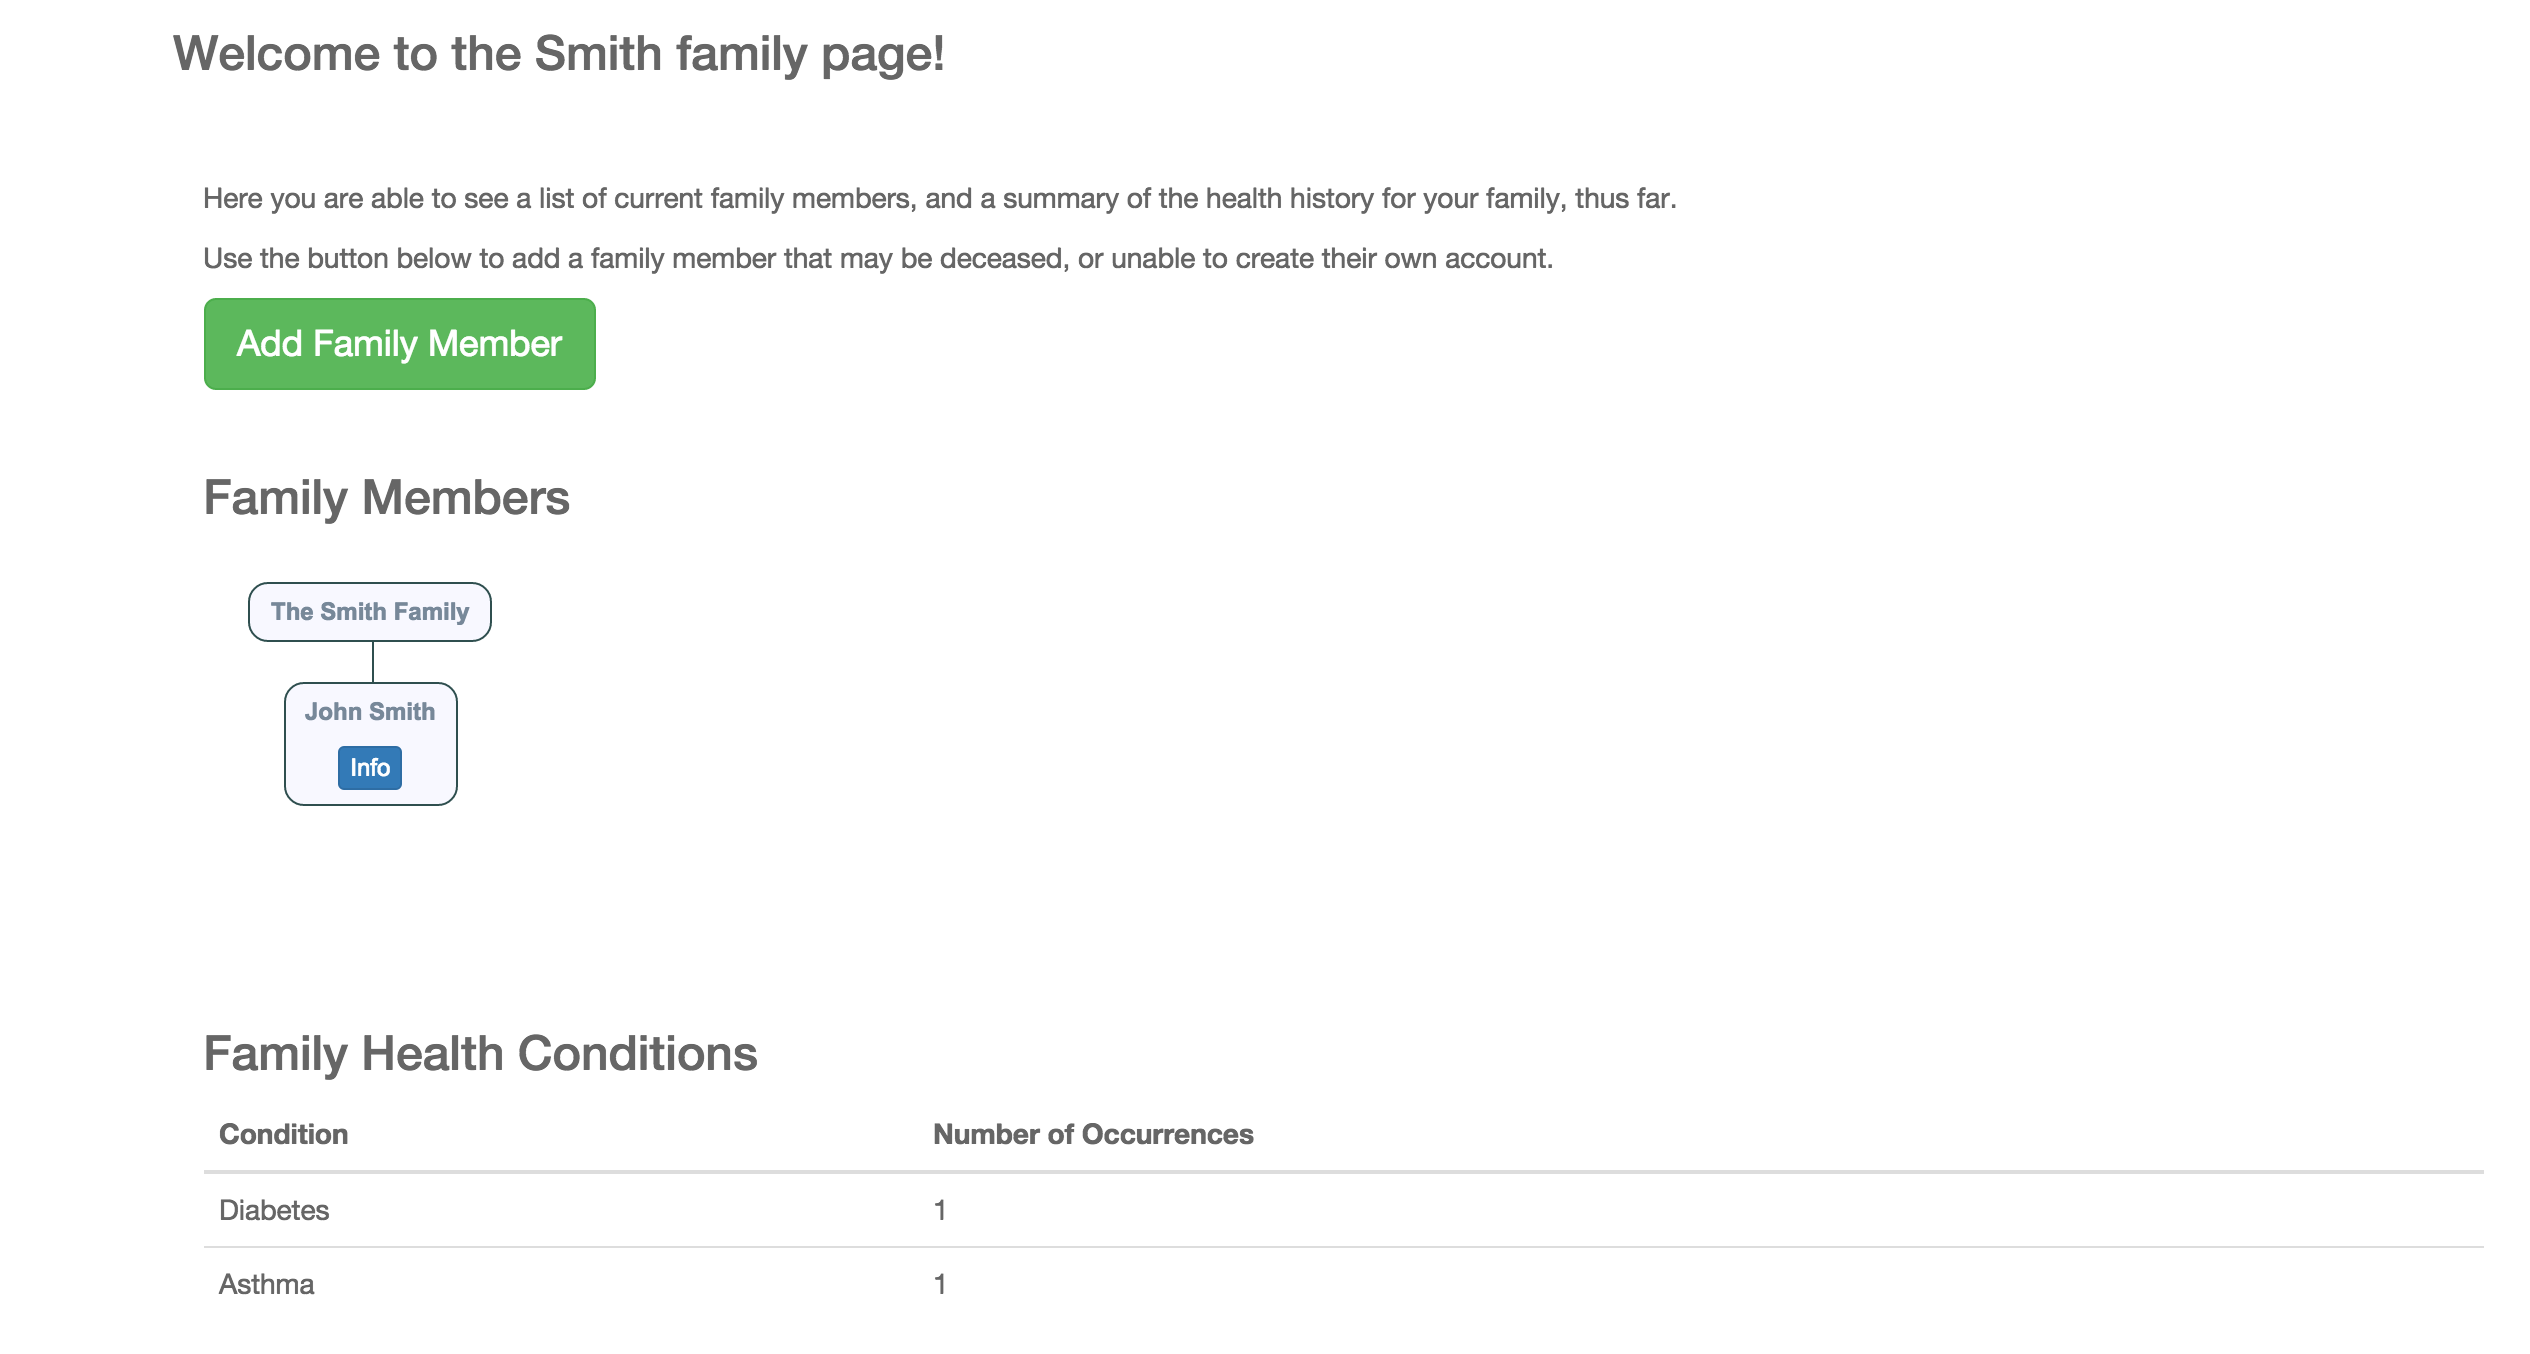 Welcome to the Smith family page!
Here you are able to see a list of current family members, and a summary of the health history for your family, thus far.
Use the button below to add a family member that may be deceased, or unable to create their own account.
Add Family Member
Family Members
The Smith Family
John Smith
Info
Family Health Conditions
Condition Number of Occurrences
Diabetes 1
Asthma 1